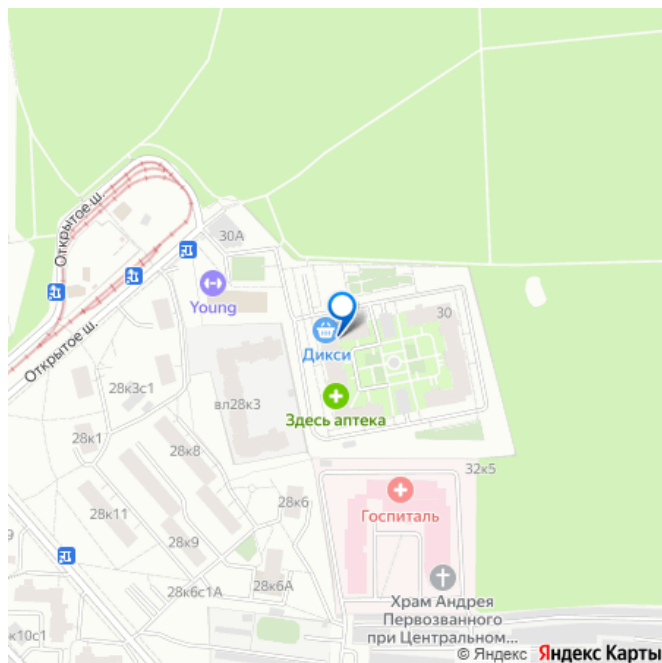 Открытое ш.
30А
Young
30
Дикси
Открытое ш.
28к3с1
вл28к3
Здесь аптека
28к1
28к8
32к5
28к11
28к6
Госпиталь
28к9
28к6А
28к6с1А
Храм Андрея
Первозванного
при Центральном...
к10с1
© Яндекс Яндекс Карты